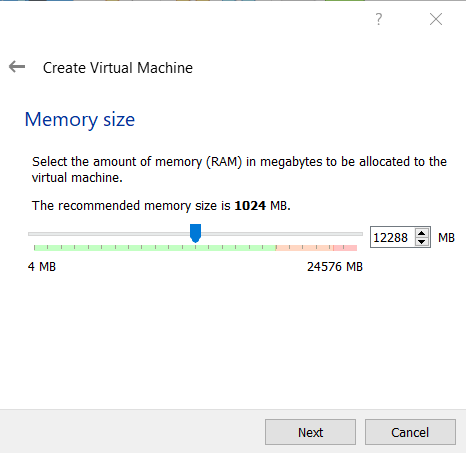 ?
Create Virtual Machine
Memory size
Select the amount of memory (RAM) in megabytes to be allocated to the
virtual machine.
The recommended memory size is 1024 MB.
12288 MB
4 MB 24576 MB
Next Cancel